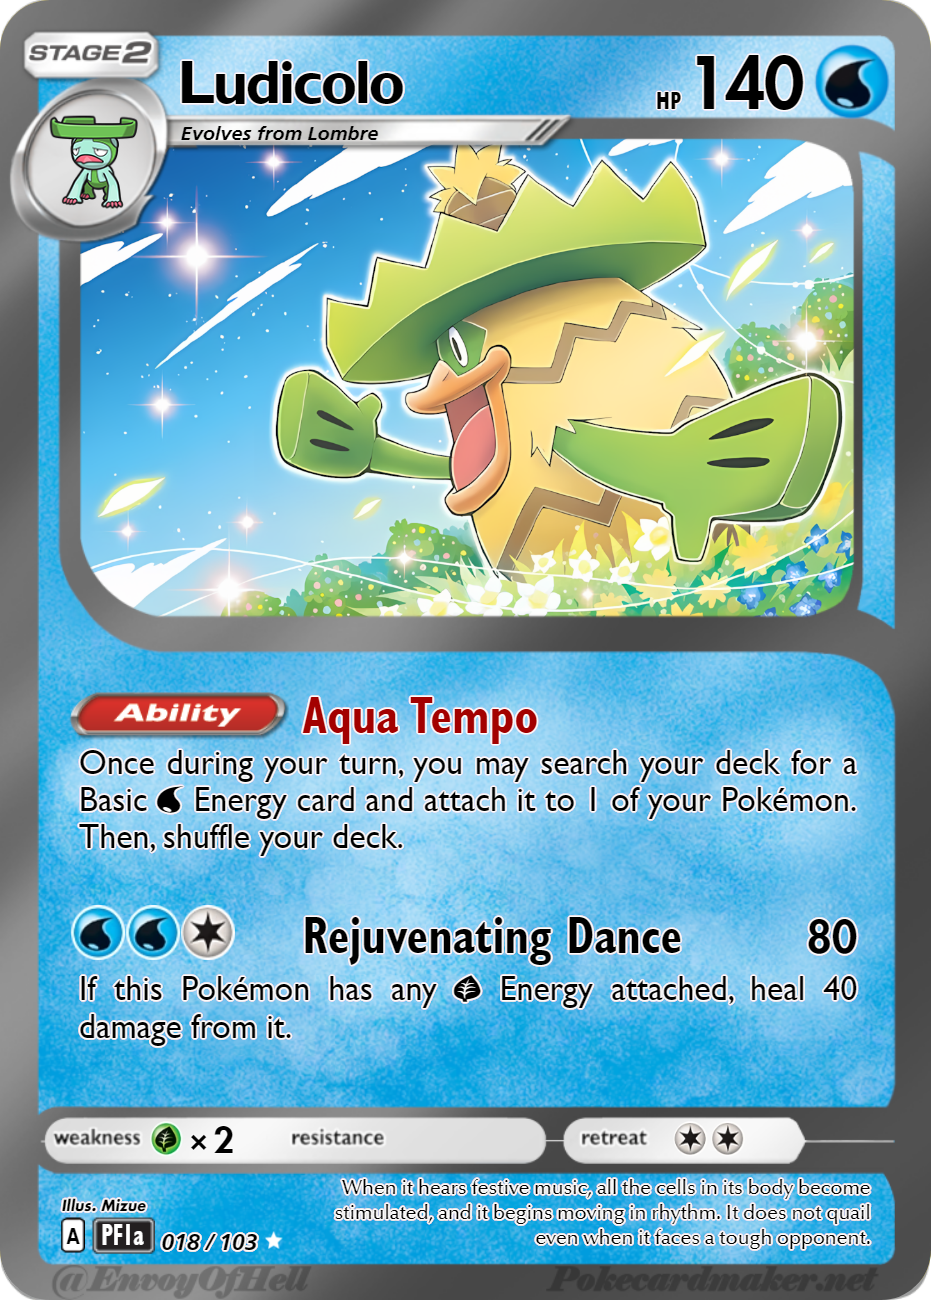 STAGE 2
Ludicolo
HP 140
Evolves from Lombre
Ability Aqua Tempo
Once during your turn, you may search your deck for a
Basic Energy card and attach it to 1 of your Pokémon.
Then, shuffle your deck.
Rejuvenating Dance 80
If this Pokémon has any Energy attached, heal 40
damage from it.
weakness ×2 resistance retreat
Illus. Mizue
When it hears festive music, all the cells in its body become
stimulated, and it begins moving in rhythm. It does not quail
even when it faces a tough opponent.
A PF1a 018 / 103
@EnvoyOfHell Pokecardmaker.net